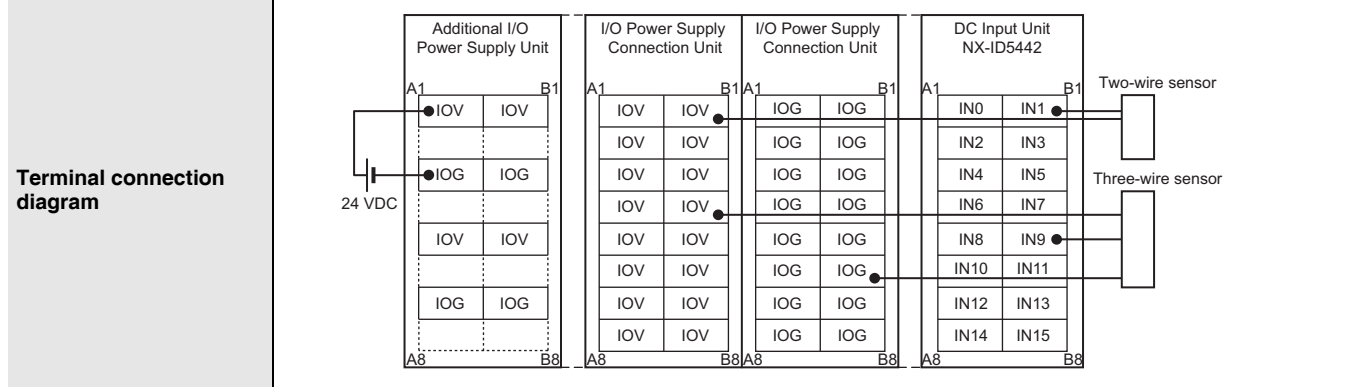 Terminal connection
diagram
Additional I/O
Power Supply Unit
I/O Power Supply
Connection Unit
I/O Power Supply
Connection Unit
DC Input Unit
NX-ID5442
A1 B1 A1 B1 A1 B1 A1 B1
Two-wire sensor
IOV IOV IOV IOV IOG IOG IN0 IN1
IOV IOV IOG IOG IN2 IN3
IOG IOG IOV IOV IOG IOG IN4 IN5
Three-wire sensor
24 VDC
IOV IOV IOG IOG IN6 IN7
IOV IOV IOV IOV IOG IOG IN8 IN9
IOV IOV IOG IOG IN10 IN11
IOG IOG IOV IOV IOG IOG IN12 IN13
IOV IOV IOG IOG IN14 IN15
A8 B8 A8 B8 A8 B8 A8 B8